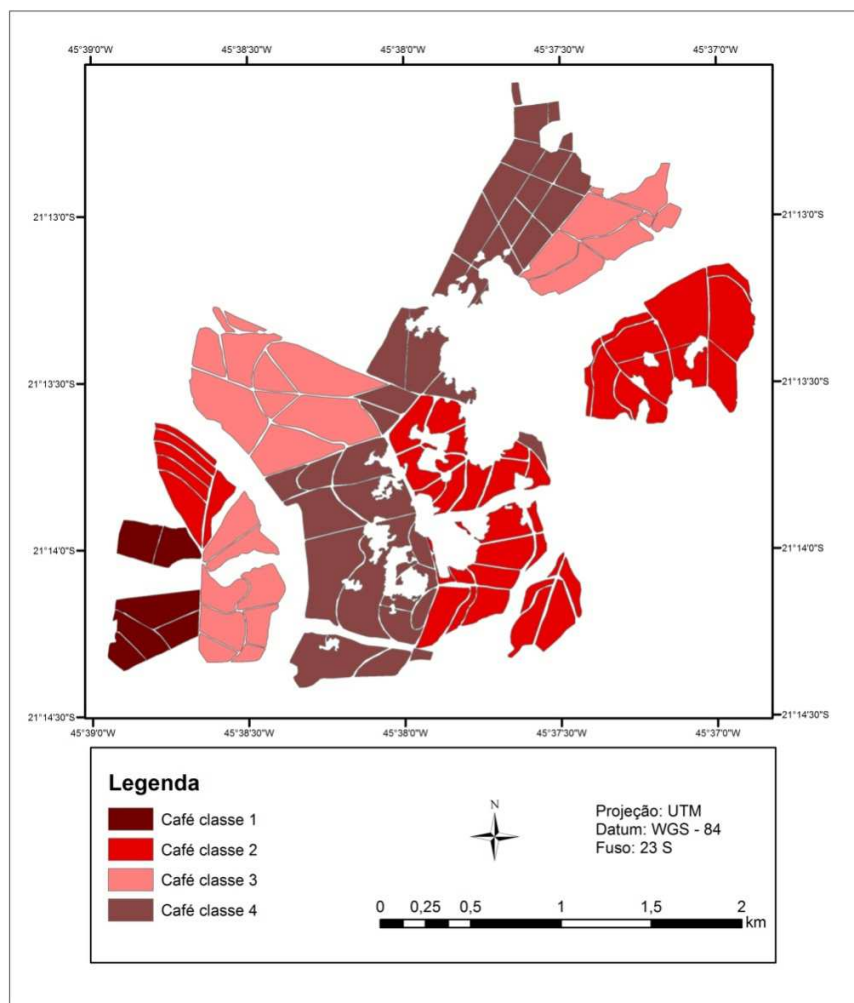 45°39'0"W 45°38'30"W 45°38'0"W 45°37'30"W 45°37'0"W
21°13'0"S 21°13'0"S
21°13'30"S 21°13'30"S
21°14'0"S 21°14'0"S
21°14'30"S 21°14'30"S
45°39'0"W 45°38'30"W 45°38'0"W 45°37'30"W 45°37'0"W
Legenda
Café classe 1
Café classe 2
Café classe 3
Café classe 4
N
Projeção: UTM
Datum: WGS - 84
Fuso: 23 S
0 0,25 0,5 1 1,5 2
km